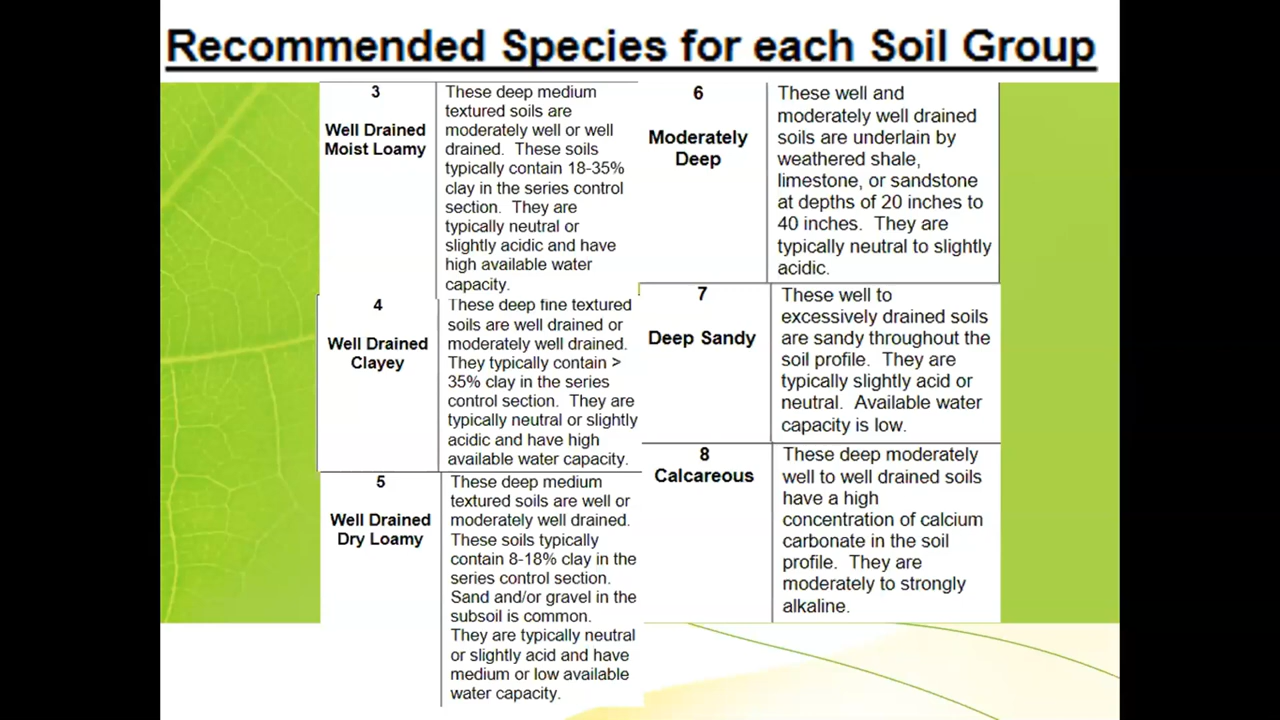 Recommended Species for each Soil Group
3
Well Drained
Moist Loamy
These deep medium
textured soils are
moderately well or well
drained. These soils
typically contain 18-35%
clay in the series control
section. They are
typically neutral or
slightly acidic and have
high available water
capacity.
4
Well Drained
Clayey
These deep fine textured
soils are well drained or
moderately well drained.
They typically contain >
35% clay in the series
control section. They are
typically neutral or slightly
acidic and have high
available water capacity.
5
Well Drained
Dry Loamy
These deep medium
textured soils are well or
moderately well drained.
These soils typically
contain 8-18% clay in the
series control section.
Sand and/or gravel in the
subsoil is common.
They are typically neutral
or slightly acid and have
medium or low available
water capacity.
6
Moderately
Deep
These well and
moderately well drained
soils are underlain by
weathered shale,
limestone, or sandstone
at depths of 20 inches to
40 inches. They are
typically neutral to slightly
acidic.
7
Deep Sandy
These well to
excessively drained soils
are sandy throughout the
soil profile. They are
typically slightly acid or
neutral. Available water
capacity is low.
8
Calcareous
These deep moderately
well to well drained soils
have a high
concentration of calcium
carbonate in the soil
profile. They are
moderately to strongly
alkaline.